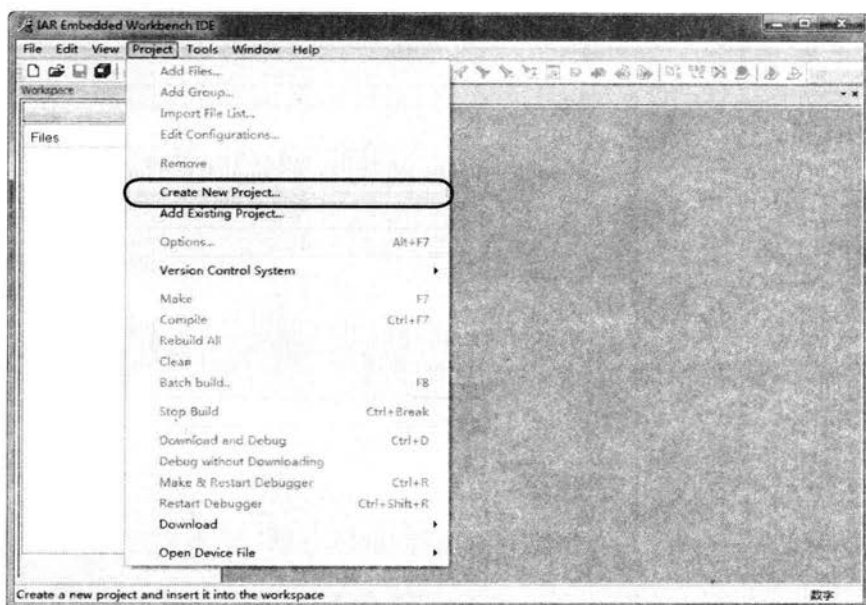 IAR Embedded Workbench IDE
File Edit View Project Tools Window Help
Workspace
Files
Add Files...
Add Group...
Import File List...
Edit Configurations...
Remove
Create New Project...
Add Existing Project...
Options... Alt+F7
Version Control System
Make F7
Compile Ctrl+F7
Rebuild All
Clean
Batch build... F8
Stop Build Ctrl+Break
Download and Debug Ctrl+D
Debug without Downloading
Make & Restart Debugger Ctrl+R
Restart Debugger Ctrl+Shift+R
Download
Open Device File
Create a new project and insert it into the workspace 数字